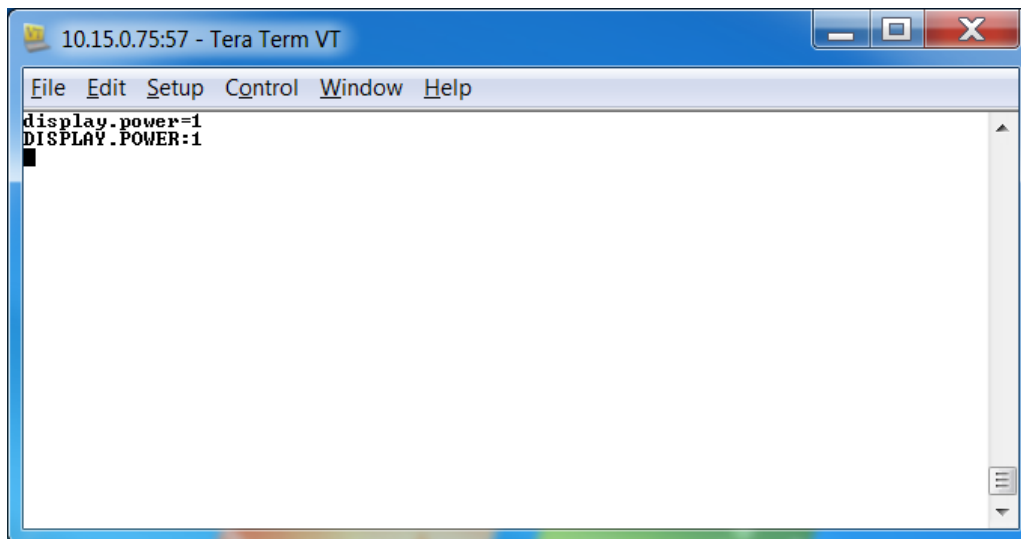 10.15.0.75:57 - Tera Term VT
File Edit Setup Control Window Help
display.power=1
DISPLAY.POWER:1